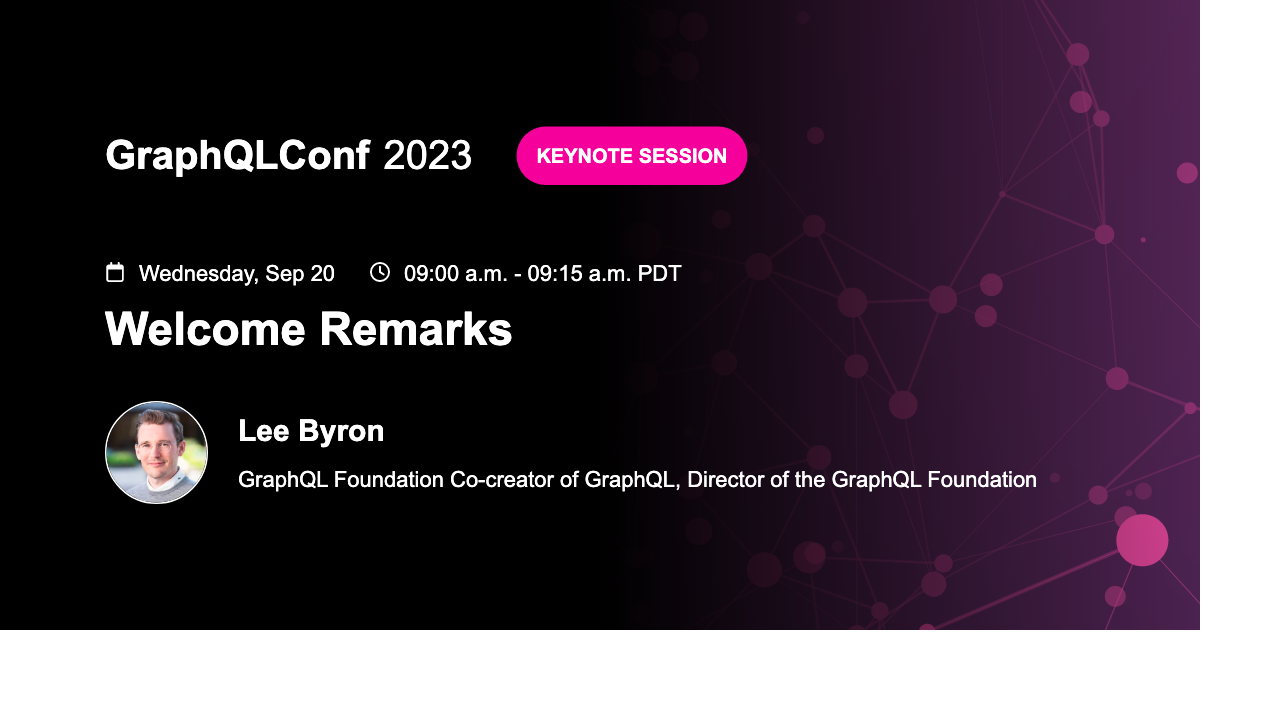 GraphQLConf 2023
KEYNOTE SESSION
Wednesday, Sep 20
09:00 a.m. - 09:15 a.m. PDT
Welcome Remarks
Lee Byron
GraphQL Foundation Co-creator of GraphQL, Director of the GraphQL Foundation